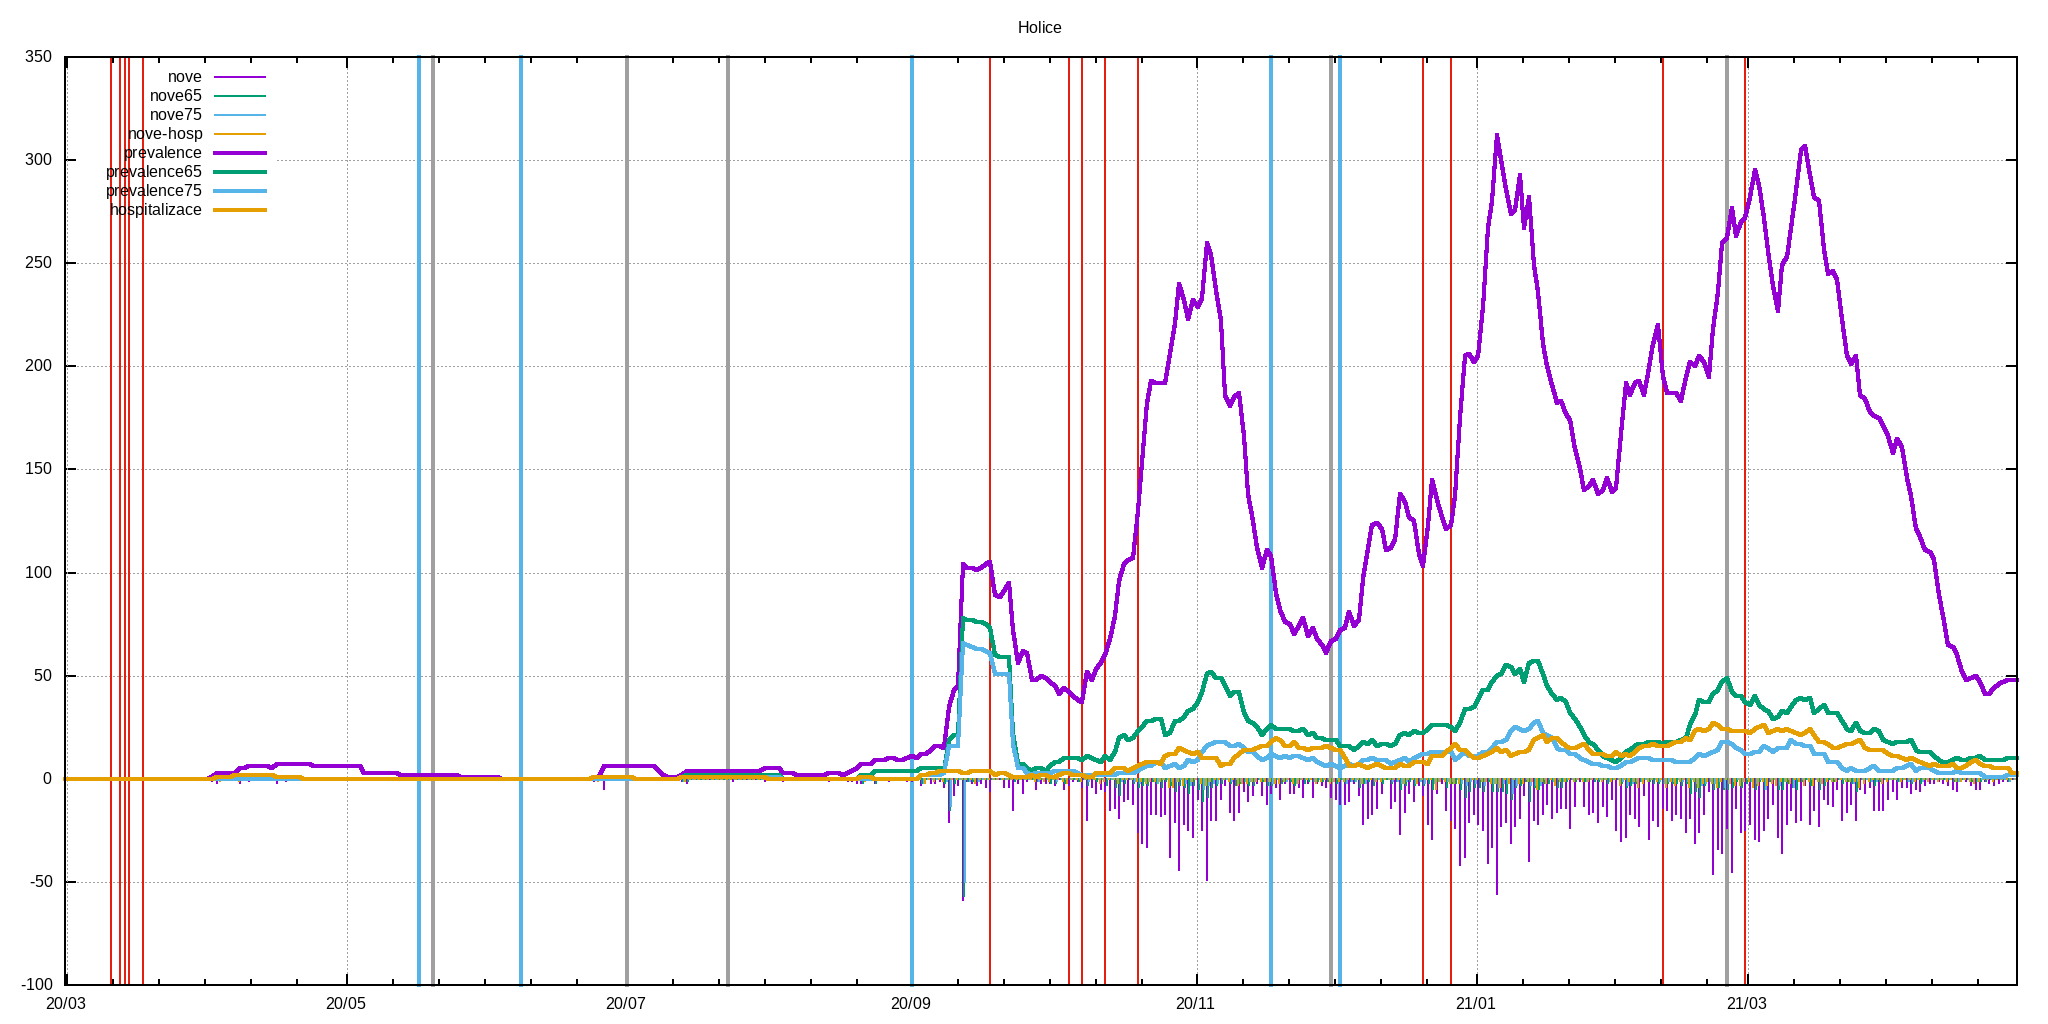 Holice
350
300
250
200
150
100
50
0
-50
-100
nove
nove65
nove75
nove-hosp
prevalence
prevalence65
prevalence75
hospitalizace
20/03 20/05 20/07 20/09 20/11 21/01 21/03